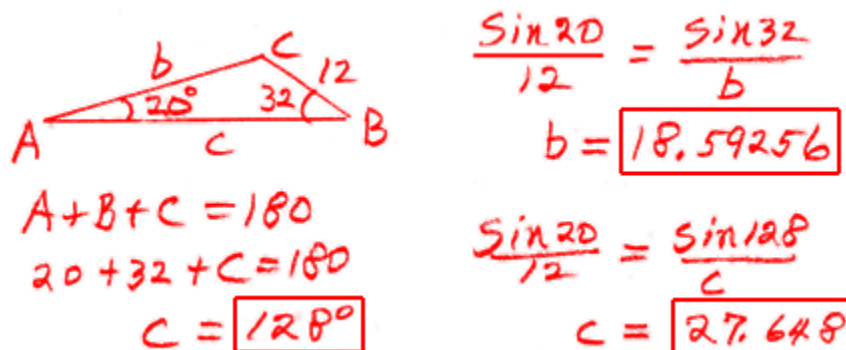 b
C
12
20°
32
A
c
B
A+B+C = 180
20+32+C=180
C = 128°
Sin20/12 = Sin32/b
b = 18.59256
Sin20/12 = Sin128/c
c = 27.648